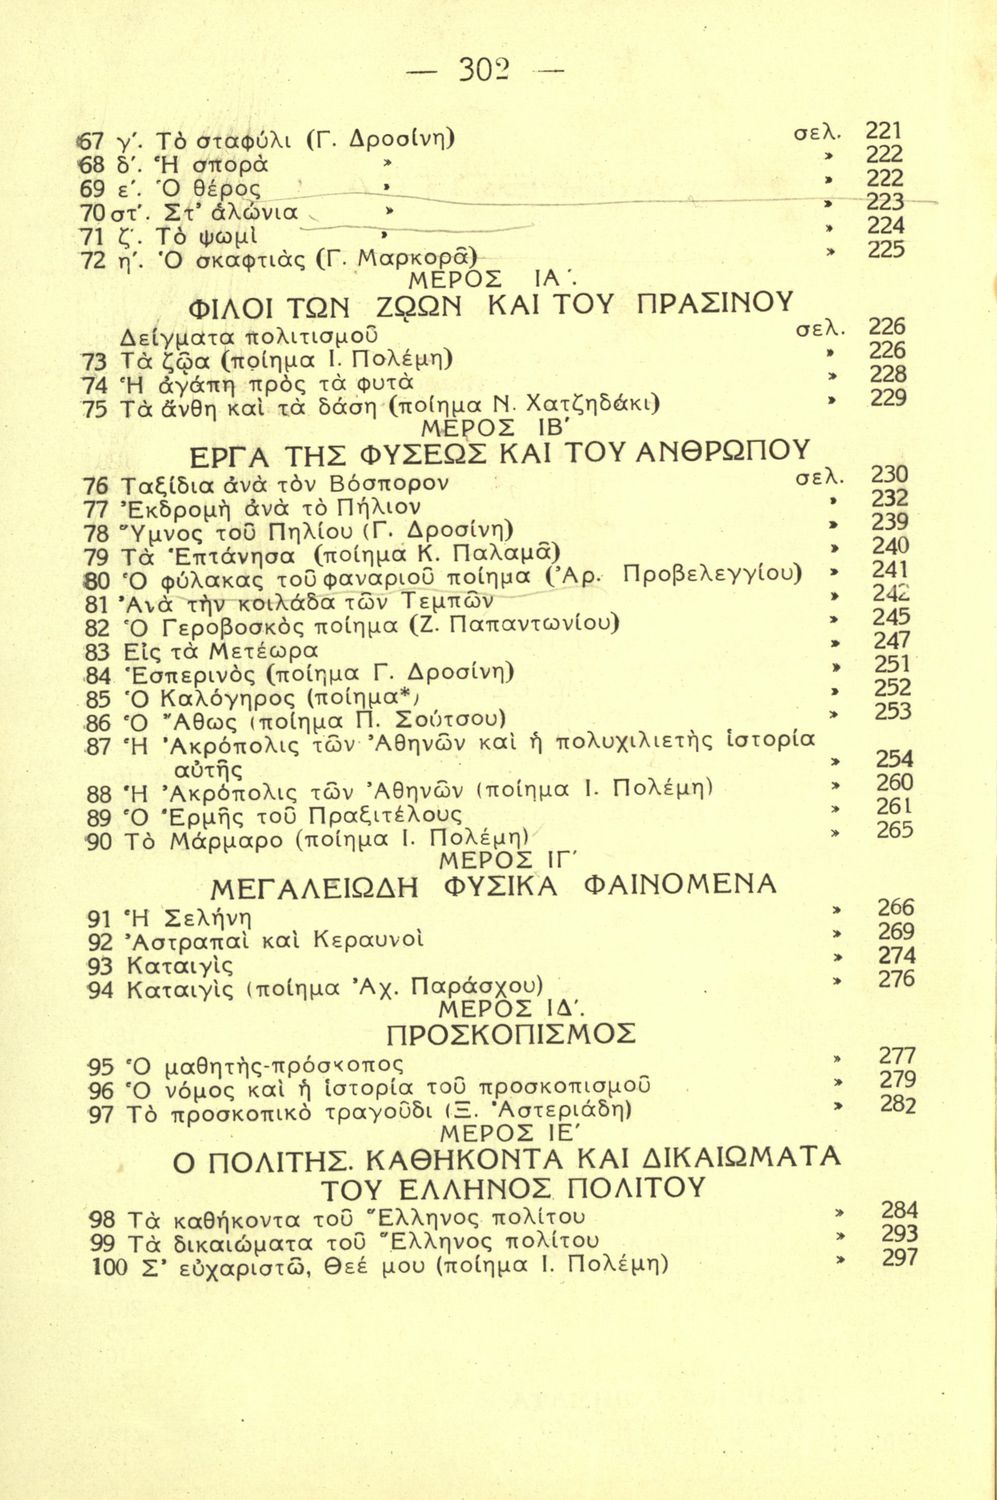 — 302 —
67 γ΄. Τὸ σταφύλι (Γ. Δροσίνη) σελ. 221
68 δ΄. Ἡ σπορὰ » » 222
69 ε΄. Ὁ θέρος » » 222
70 στ΄. Στ’ ἁλώνια » » 223
71 ζ΄. Τὸ ψωμὶ » » 224
72 η΄. Ὁ σκαφτιὰς (Γ. Μαρκορᾶ) » 225
ΜΕΡΟΣ ΙΑ΄.
ΦΙΛΟΙ ΤΩΝ ΖΩΩΝ ΚΑΙ ΤΟΥ ΠΡΑΣΙΝΟΥ
Δείγματα πολιτισμοῦ σελ. 226
73 Τὰ ζῷα (ποίημα Ι. Πολέμη) » 226
74 Ἡ ἀγάπη πρὸς τὰ φυτὰ » 228
75 Τὰ ἄνθη καὶ τὰ δάση (ποίημα Ν. Χατζηδάκι) » 229
ΜΕΡΟΣ ΙΒ΄
ΕΡΓΑ ΤΗΣ ΦΥΣΕΩΣ ΚΑΙ ΤΟΥ ΑΝΘΡΩΠΟΥ
76 Ταξίδια ἀνὰ τὸν Βόσπορον σελ. 230
77 Ἐκδρομὴ ἀνὰ τὸ Πήλιον » 232
78 Ὕμνος τοῦ Πηλίου (Γ. Δροσίνη) » 239
79 Τὰ Ἑπτάνησα (ποίημα Κ. Παλαμᾶ) » 240
80 Ὁ φύλακας τοῦ φαναριοῦ ποίημα (Ἀρ. Προβελεγγίου) » 241
81 Ἀνὰ τὴν κοιλάδα τῶν Τεμπῶν » 242
82 Ὁ Γεροβοσκὸς ποίημα (Ζ. Παπαντωνίου) » 245
83 Εἰς τὰ Μετέωρα » 247
84 Ἑσπερινὸς (ποίημα Γ. Δροσίνη) » 251
85 Ὁ Καλόγηρος (ποίημα*) » 252
86 Ὁ Ἄθως (ποίημα Π. Σούτσου) » 253
87 Ἡ Ἀκρόπολις τῶν Ἀθηνῶν καὶ ἡ πολυχιλιετὴς ἱστορία
αὐτῆς » 254
88 Ἡ Ἀκρόπολις τῶν Ἀθηνῶν (ποίημα Ι. Πολέμη) » 260
89 Ὁ Ἑρμῆς τοῦ Πραξιτέλους » 261
90 Τὸ Μάρμαρο (ποίημα Ι. Πολέμη) » 265
ΜΕΡΟΣ ΙΓ΄
ΜΕΓΑΛΕΙΩΔΗ ΦΥΣΙΚΑ ΦΑΙΝΟΜΕΝΑ
91 Ἡ Σελήνη » 266
92 Ἀστραπαὶ καὶ Κεραυνοὶ » 269
93 Καταιγὶς » 274
94 Καταιγὶς (ποίημα Ἀχ. Παράσχου) » 276
ΜΕΡΟΣ ΙΔ΄.
ΠΡΟΣΚΟΠΙΣΜΟΣ
95 Ὁ μαθητὴς-πρόσκοπος » 277
96 Ὁ νόμος καὶ ἡ ἱστορία τοῦ προσκοπισμοῦ » 279
97 Τὸ προσκοπικὸ τραγοῦδι (Ξ. Ἀστεριάδη) » 282
ΜΕΡΟΣ ΙΕ΄
Ο ΠΟΛΙΤΗΣ. ΚΑΘΗΚΟΝΤΑ ΚΑΙ ΔΙΚΑΙΩΜΑΤΑ
ΤΟΥ ΕΛΛΗΝΟΣ ΠΟΛΙΤΟΥ
98 Τὰ καθήκοντα τοῦ Ἕλληνος πολίτου » 284
99 Τὰ δικαιώματα τοῦ Ἕλληνος πολίτου » 293
100 Σ’ εὐχαριστῶ, Θεέ μου (ποίημα Ι. Πολέμη) » 297